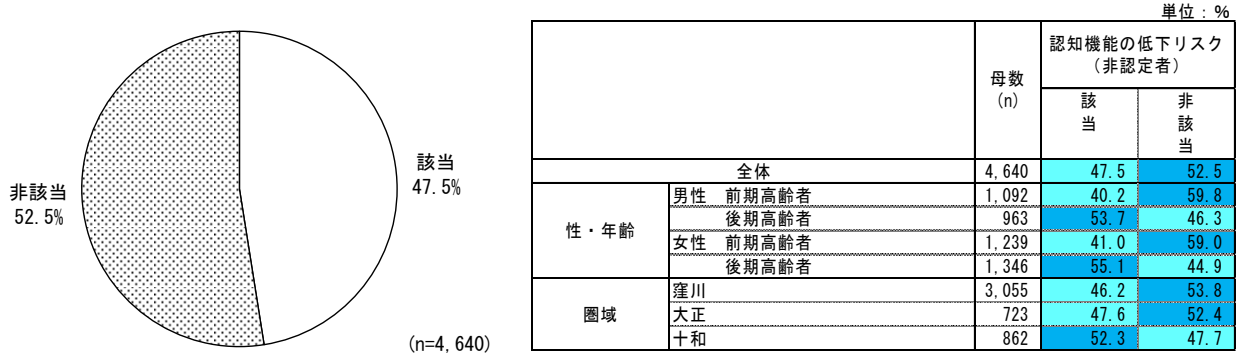 単位：%
該当
47.5%
非該当
52.5%
(n=4,640)
母数
(n)
認知機能の低下リスク
（非認定者）
該当
非該当
全体 4,640 47.5 52.5
性・年齢
男性 前期高齢者 1,092 40.2 59.8
後期高齢者 963 53.7 46.3
女性 前期高齢者 1,239 41.0 59.0
後期高齢者 1,346 55.1 44.9
圏域
窪川 3,055 46.2 53.8
大正 723 47.6 52.4
十和 862 52.3 47.7